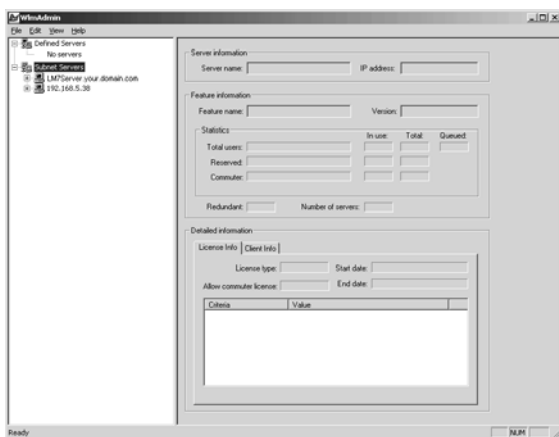 WlmAdmin
File Edit View Help
Defined Servers
No servers
Subnet Servers
LM7Server.your.domain.com
192.168.5.38
Server information
Server name: IP address:
Feature information
Feature name: Version:
Statistics In use: Total: Queued:
Total users:
Reserved:
Commuter:
Redundant: Number of servers:
Detailed information
License Info Client Info
License type: Start date:
Allow commuter license: End date:
Criteria Value
Ready NUM